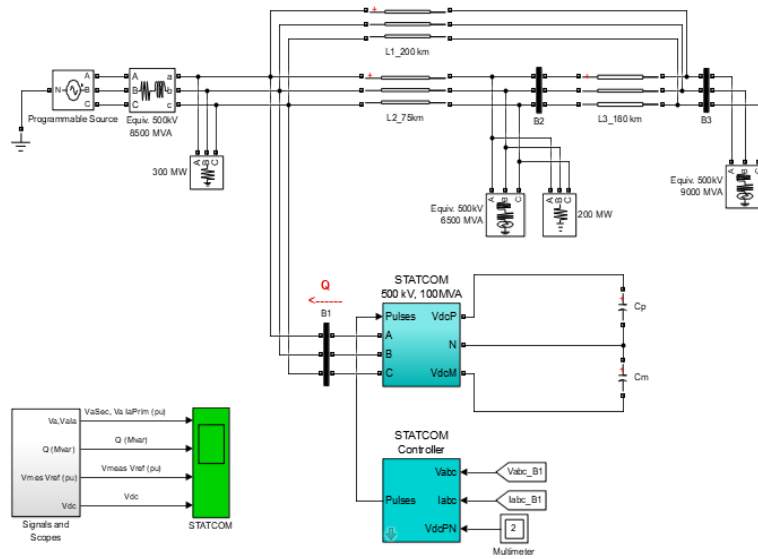 L1_200 km
N
A
B
C
A
B
C
a
b
c
Programmable Source
Equiv. 500kV
8500 MVA
L2_75km
B2
L3_180 km
B3
A B C
300 MW
A B C
Equiv. 500kV
6500 MVA
A B C
200 MW
A B C
Equiv. 500kV
9000 MVA
Q
<------
B1
STATCOM
500 kV, 100MVA
Pulses
A
B
C
VdcP
N
VdcM
Cp
Cm
STATCOM
Controller
Pulses
Vabc
Iabc
VdcPN
Vabc_B1
Iabc_B1
2
Multimeter
Va,VaIa
Q (Mvar)
Vmes Vref (pu)
Vdc
VaSec, Va IaPrim (pu)
Q (Mvar)
Vmeas Vref (pu)
Vdc
Signals and
Scopes
STATCOM